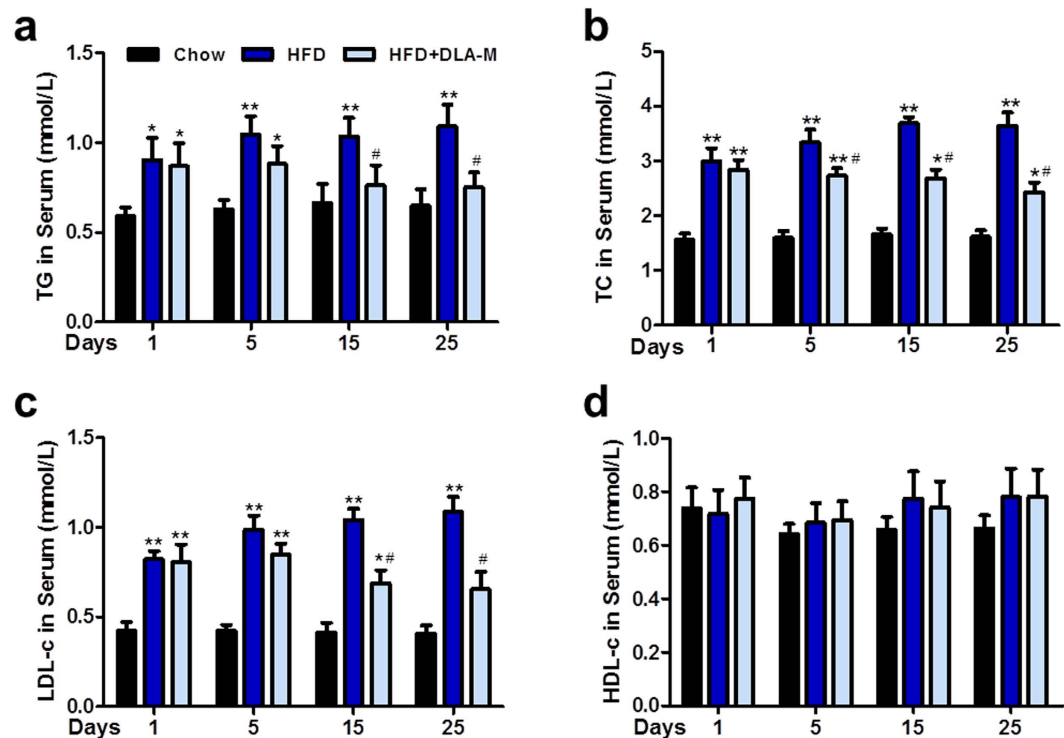 a
1.5
Chow HFD HFD+DLA-M
TG in Serum (mmol/L)
1.0
0.5
0.0
* * ** * ** # ** #
Days 1 5 15 25
b
5
TC in Serum (mmol/L)
4
3
2
1
0
** ** ** **# ** *# ** *#
Days 1 5 15 25
c
1.5
LDL-c in Serum (mmol/L)
1.0
0.5
0.0
** ** ** ** ** *# ** #
Days 1 5 15 25
d
1.0
HDL-c in Serum (mmol/L)
0.8
0.6
0.4
0.2
0.0
Days 1 5 15 25